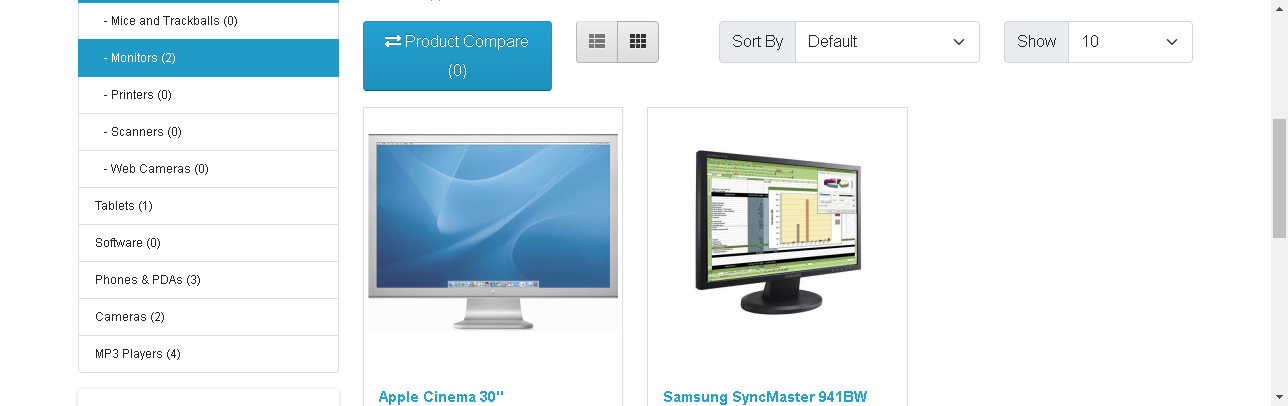 - Mice and Trackballs (0)
- Monitors (2)
- Printers (0)
- Scanners (0)
- Web Cameras (0)
Tablets (1)
Software (0)
Phones & PDAs (3)
Cameras (2)
MP3 Players (4)
Product Compare
(0)
Sort By Default
Show 10
Apple Cinema 30"
Samsung SyncMaster 941BW